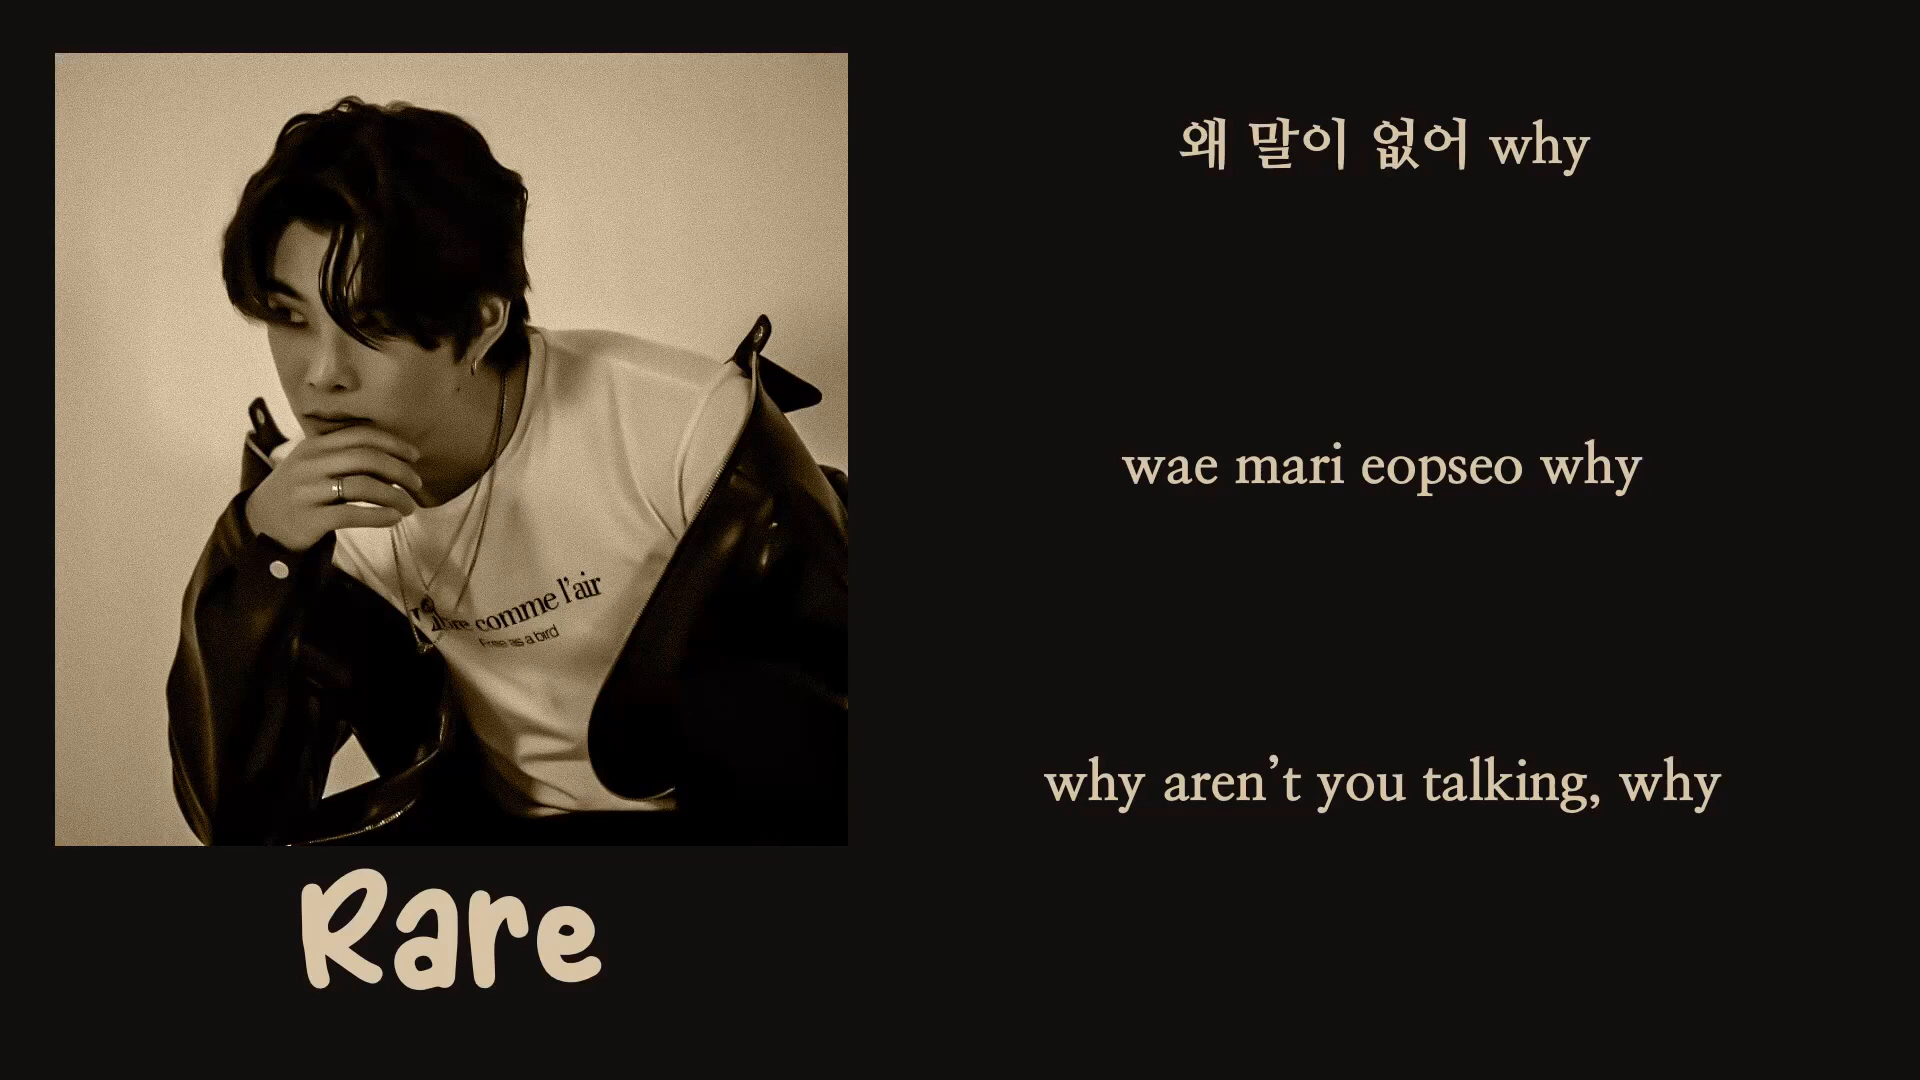 왜 말이 없어 why
wae mari eopseo why
why aren’t you talking, why
comme l’air
Free as a bird
Rare